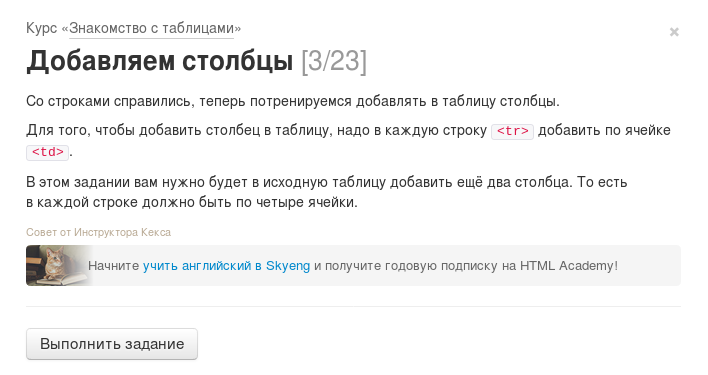 Курс «Знакомство с таблицами»
×
Добавляем столбцы [3/23]
Со строками справились, теперь потренируемся добавлять в таблицу столбцы.
Для того, чтобы добавить столбец в таблицу, надо в каждую строку <tr> добавить по ячейке
<td>.
В этом задании вам нужно будет в исходную таблицу добавить ещё два столбца. То есть
в каждой строке должно быть по четыре ячейки.
Совет от Инструктора Кекса
Начните учить английский в Skyeng и получите годовую подписку на HTML Academy!
Выполнить задание